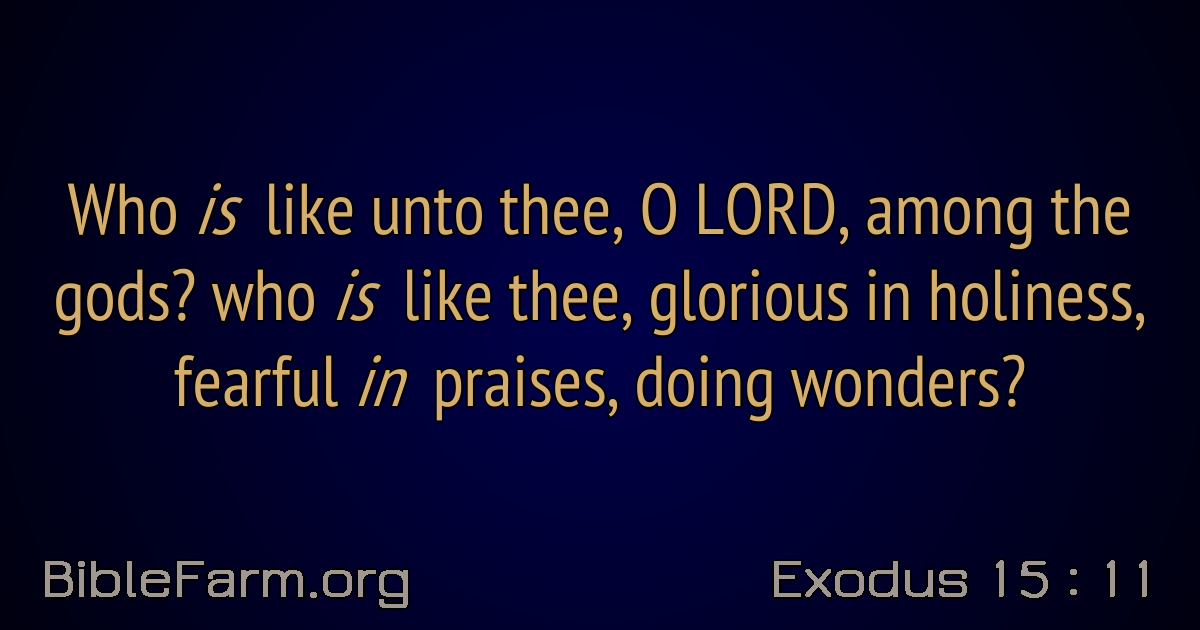 Who is like unto thee, O LORD, among the
gods? who is like thee, glorious in holiness,
fearful in praises, doing wonders?
BibleFarm.org
Exodus 15 : 11